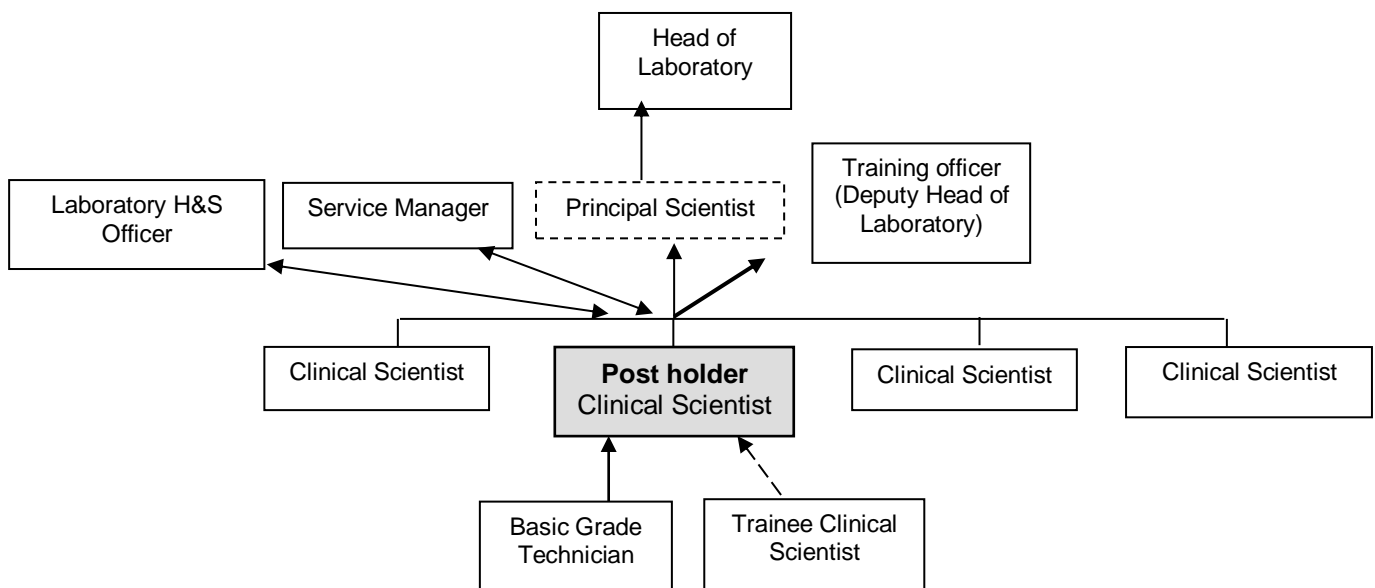 Head of
Laboratory
Training officer
(Deputy Head of
Laboratory)
Laboratory H&S
Officer
Service Manager
Principal Scientist
Clinical Scientist
Post holder
Clinical Scientist
Clinical Scientist
Clinical Scientist
Basic Grade
Technician
Trainee Clinical
Scientist